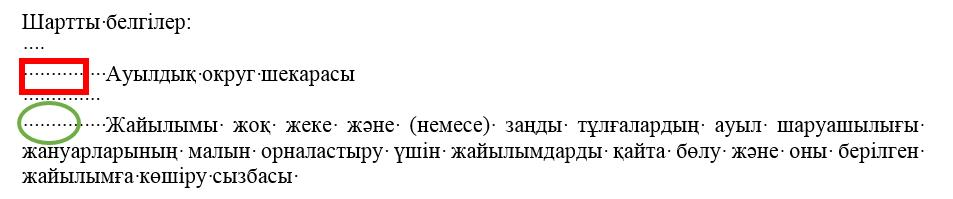 Шартты белгілер:
Ауылдық округ шекарасы
Жайылымы жоқ жеке және (немесе) заңды тұлғалардың ауыл шаруашылығы
жануарларының малын орналастыру үшін жайылымдарды қайта бөлу және оны берілген
жайылымға көшіру сызбасы